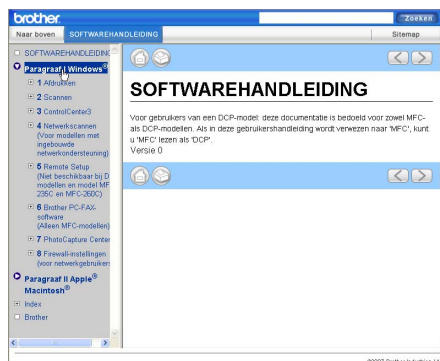 brother.
Zoeken
Naar boven
SOFTWAREHANDLEIDING
Sitemap
SOFTWAREHANDLEIDING
Paragraaf I Windows®
1 Afdrukken
2 Scannen
3 ControlCenter3
4 Netwerkscannen
(Voor modellen met
ingebouwde
netwerkondersteuning)
5 Remote Setup
(Niet beschikbaar bij D
modellen en model MF
235C en MFC-260C)
6 Brother PC-FAX-
software
(Alleen MFC-modellen)
7 PhotoCapture Center
8 Firewall-instellingen
(voor netwerkgebruikers
Paragraaf II Apple®
Macintosh®
Index
Brother
SOFTWAREHANDLEIDING
Voor gebruikers van een DCP-model: deze documentatie is bedoeld voor zowel MFC-
als DCP-modellen. Als in deze gebruikershandleiding wordt verwezen naar 'MFC', kunt
u 'MFC' lezen als 'DCP'.
Versie 0